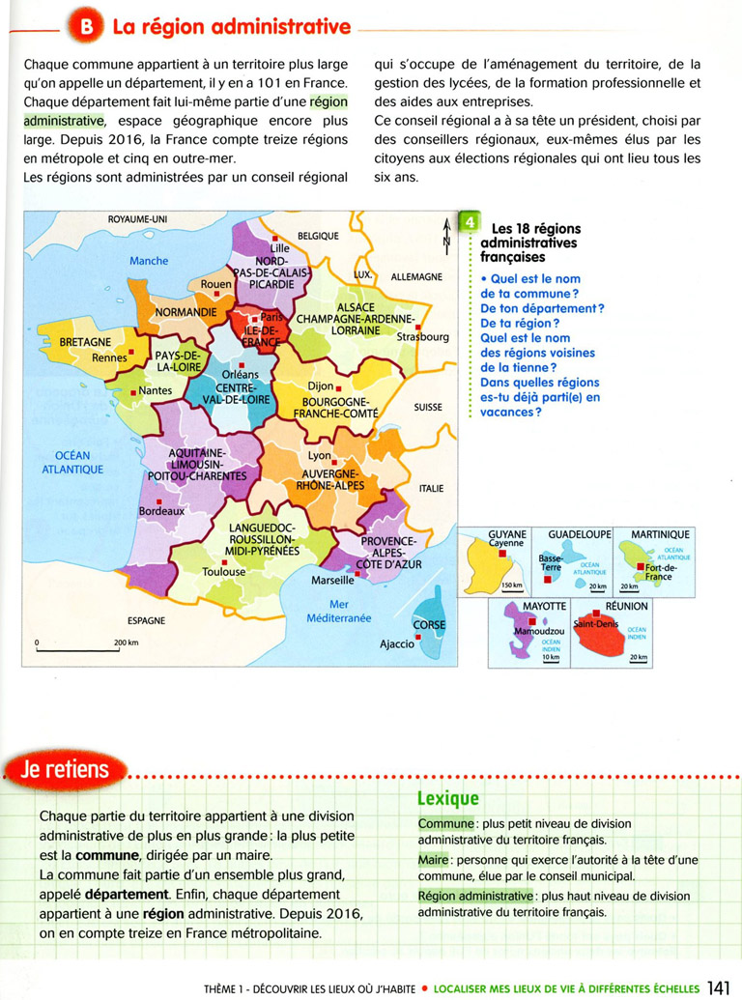 B La région administrative
Chaque commune appartient à un territoire plus large
qu'on appelle un département, il y en a 101 en France.
Chaque département fait lui-même partie d'une région
administrative, espace géographique encore plus
large. Depuis 2016, la France compte treize régions
en métropole et cinq en outre-mer.
Les régions sont administrées par un conseil régional
qui s'occupe de l'aménagement du territoire, de la
gestion des lycées, de la formation professionnelle et
des aides aux entreprises.
Ce conseil régional a à sa tête un président, choisi par
des conseillers régionaux, eux-mêmes élus par les
citoyens aux élections régionales qui ont lieu tous les
six ans.
ROYAUME-UNI
BELGIQUE
Manche
Lille
NORD-
PAS-DE-CALAIS-
PICARDIE
LUX.
ALLEMAGNE
N
Rouen
NORMANDIE
Paris
ILE-DE-
FRANCE
ALSACE
CHAMPAGNE-ARDENNE-
LORRAINE
Strasbourg
BRETAGNE
Rennes
PAYS-DE-
LA-LOIRE
Nantes
Orléans
CENTRE-
VAL-DE-LOIRE
Dijon
BOURGOGNE-
FRANCHE-COMTÉ
SUISSE
OCÉAN
ATLANTIQUE
AQUITAINE-
LIMOUSIN-
POITOU-CHARENTES
Bordeaux
Lyon
AUVERGNE-
RHÔNE-ALPES
ITALIE
LANGUEDOC-
ROUSSILLON-
MIDI-PYRÉNÉES
Toulouse
PROVENCE-
ALPES-
CÔTE D'AZUR
Marseille
Mer
Méditerranée
ESPAGNE
CORSE
Ajaccio
0 200 km
4 Les 18 régions
administratives
françaises
• Quel est le nom
de ta commune ?
De ton département ?
De ta région ?
Quel est le nom
des régions voisines
de la tienne ?
Dans quelles régions
es-tu déjà parti(e) en
vacances ?
GUYANE
Cayenne
150 km
GUADELOUPE
Basse-
Terre
OCÉAN
ATLANTIQUE
20 km
MARTINIQUE
OCÉAN
ATLANTIQUE
Fort-de-
France
20 km
MAYOTTE
Mamoudzou
OCÉAN
INDIEN
10 km
RÉUNION
Saint-Denis
OCÉAN
INDIEN
20 km
Je retiens
Chaque partie du territoire appartient à une division
administrative de plus en plus grande : la plus petite
est la commune, dirigée par un maire.
La commune fait partie d'un ensemble plus grand,
appelé département. Enfin, chaque département
appartient à une région administrative. Depuis 2016,
on en compte treize en France métropolitaine.
Lexique
Commune : plus petit niveau de division
administrative du territoire français.
Maire : personne qui exerce l'autorité à la tête d'une
commune, élue par le conseil municipal.
Région administrative : plus haut niveau de division
administrative du territoire français.
THÈME 1 - DÉCOUVRIR LES LIEUX OÙ J'HABITE • LOCALISER MES LIEUX DE VIE À DIFFÉRENTES ÉCHELLES 141